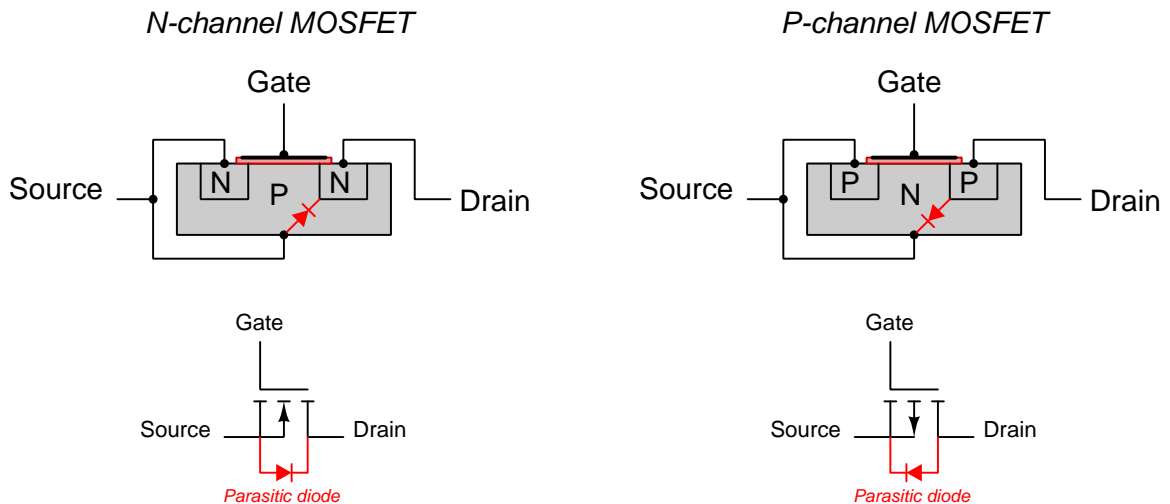 N-channel MOSFET
Gate
Source
N
P
N
Drain
Gate
Source
Drain
Parasitic diode
P-channel MOSFET
Gate
Source
P
N
P
Drain
Gate
Source
Drain
Parasitic diode